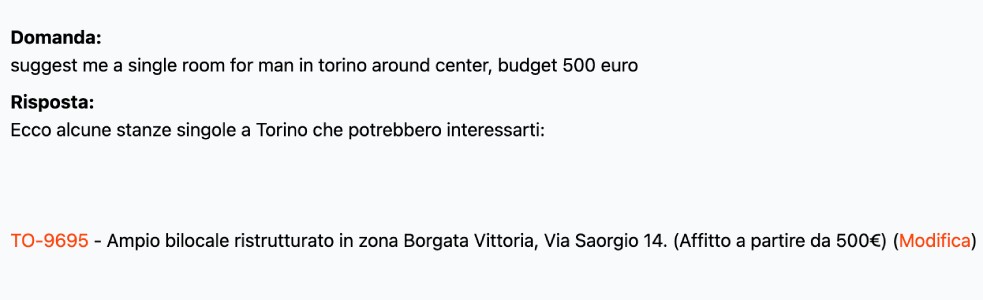 Domanda:
suggest me a single room for man in torino around center, budget 500 euro
Risposta:
Ecco alcune stanze singole a Torino che potrebbero interessarti:
TO-9695 - Ampio bilocale ristrutturato in zona Borgata Vittoria, Via Saorgio 14. (Affitto a partire da 500€) (Modifica)